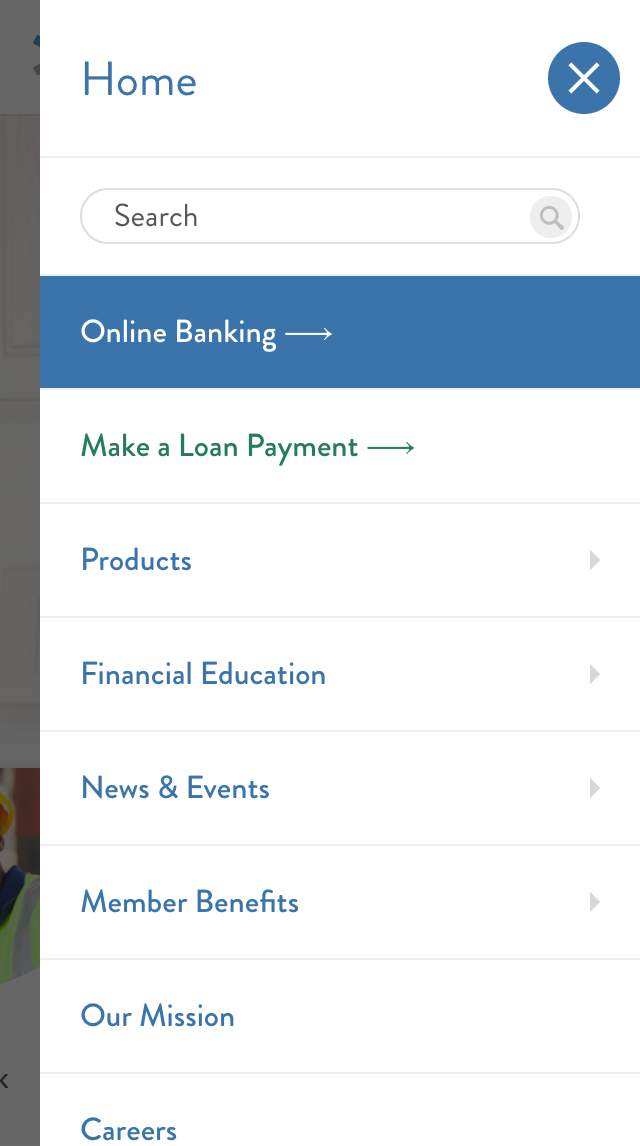 Home
Search
Online Banking ⟶
Make a Loan Payment ⟶
Products
Financial Education
News & Events
Member Benefits
Our Mission
Careers